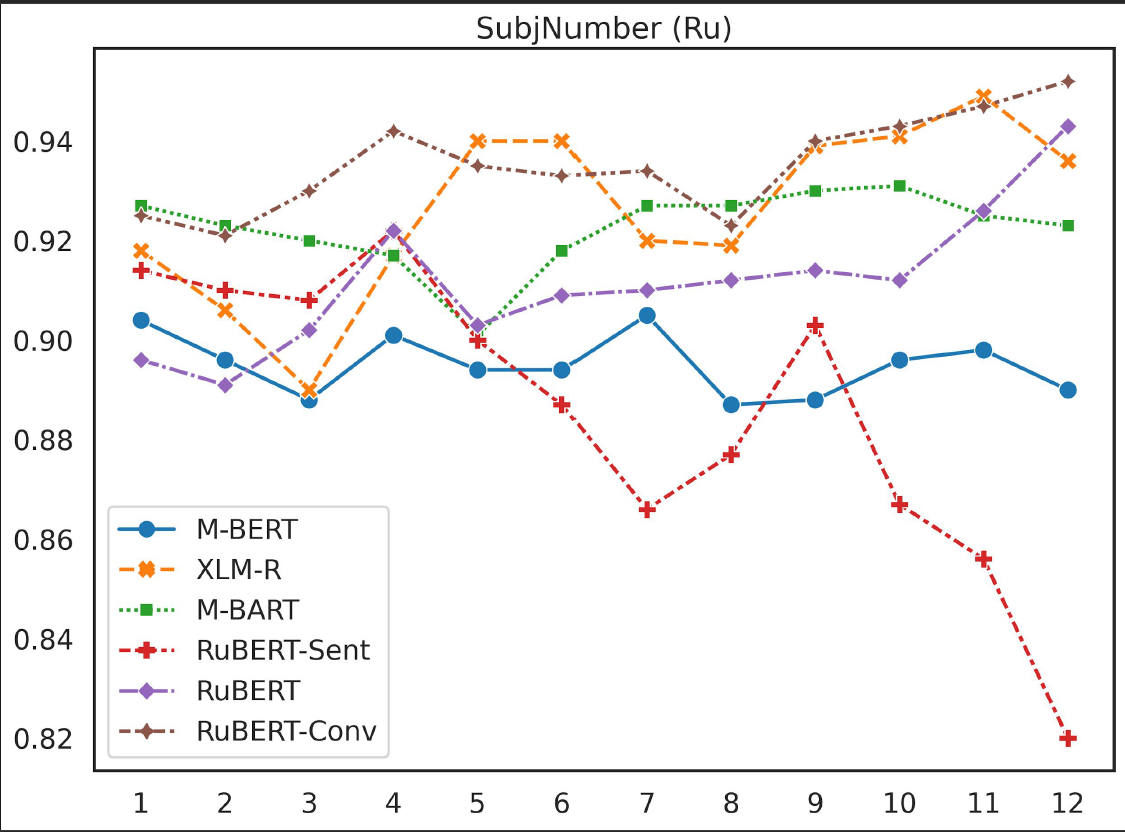 SubjNumber (Ru)
0.94
0.92
0.90
0.88
0.86
0.84
0.82
M-BERT
XLM-R
M-BART
RuBERT-Sent
RuBERT
RuBERT-Conv
1 2 3 4 5 6 7 8 9 10 11 12